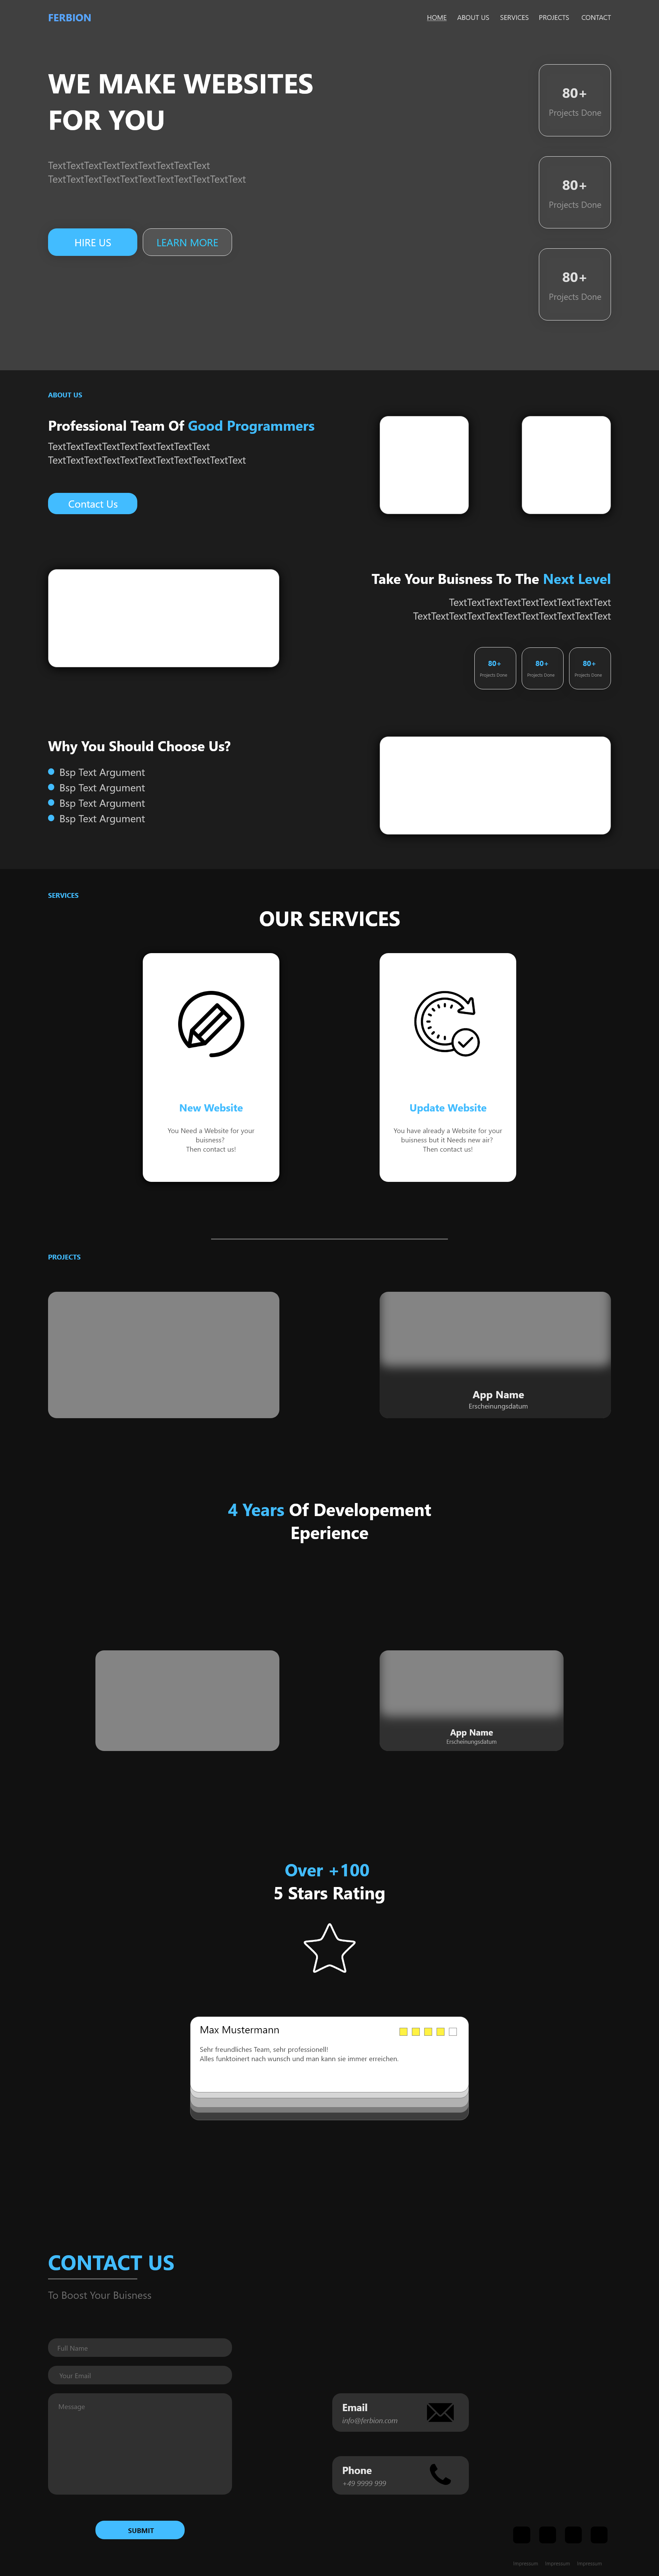 FERBION
HOME ABOUT US SERVICES PROJECTS CONTACT
WE MAKE WEBSITES
FOR YOU
TextTextTextTextTextTextTextTextText
TextTextTextTextTextTextTextTextTextTextText
HIRE US
LEARN MORE
80+
Projects Done
80+
Projects Done
80+
Projects Done
ABOUT US
Professional Team Of Good Programmers
TextTextTextTextTextTextTextTextText
TextTextTextTextTextTextTextTextTextTextText
Contact Us
Take Your Buisness To The Next Level
TextTextTextTextTextTextTextTextText
TextTextTextTextTextTextTextTextTextTextText
80+
Projects Done
80+
Projects Done
80+
Projects Done
Why You Should Choose Us?
Bsp Text Argument
Bsp Text Argument
Bsp Text Argument
Bsp Text Argument
SERVICES
OUR SERVICES
New Website
You Need a Website for your
buisness?
Then contact us!
Update Website
You have already a Website for your
buisness but it Needs new air?
Then contact us!
PROJECTS
App Name
Erscheinungsdatum
4 Years Of Developement
Eperience
App Name
Erscheinungsdatum
Over +100
5 Stars Rating
Max Mustermann
Sehr freundliches Team, sehr professionell!
Alles funktoinert nach wunsch und man kann sie immer erreichen.
CONTACT US
To Boost Your Buisness
Full Name
Your Email
Message
SUBMIT
Email
info@ferbion.com
Phone
+49 9999 999